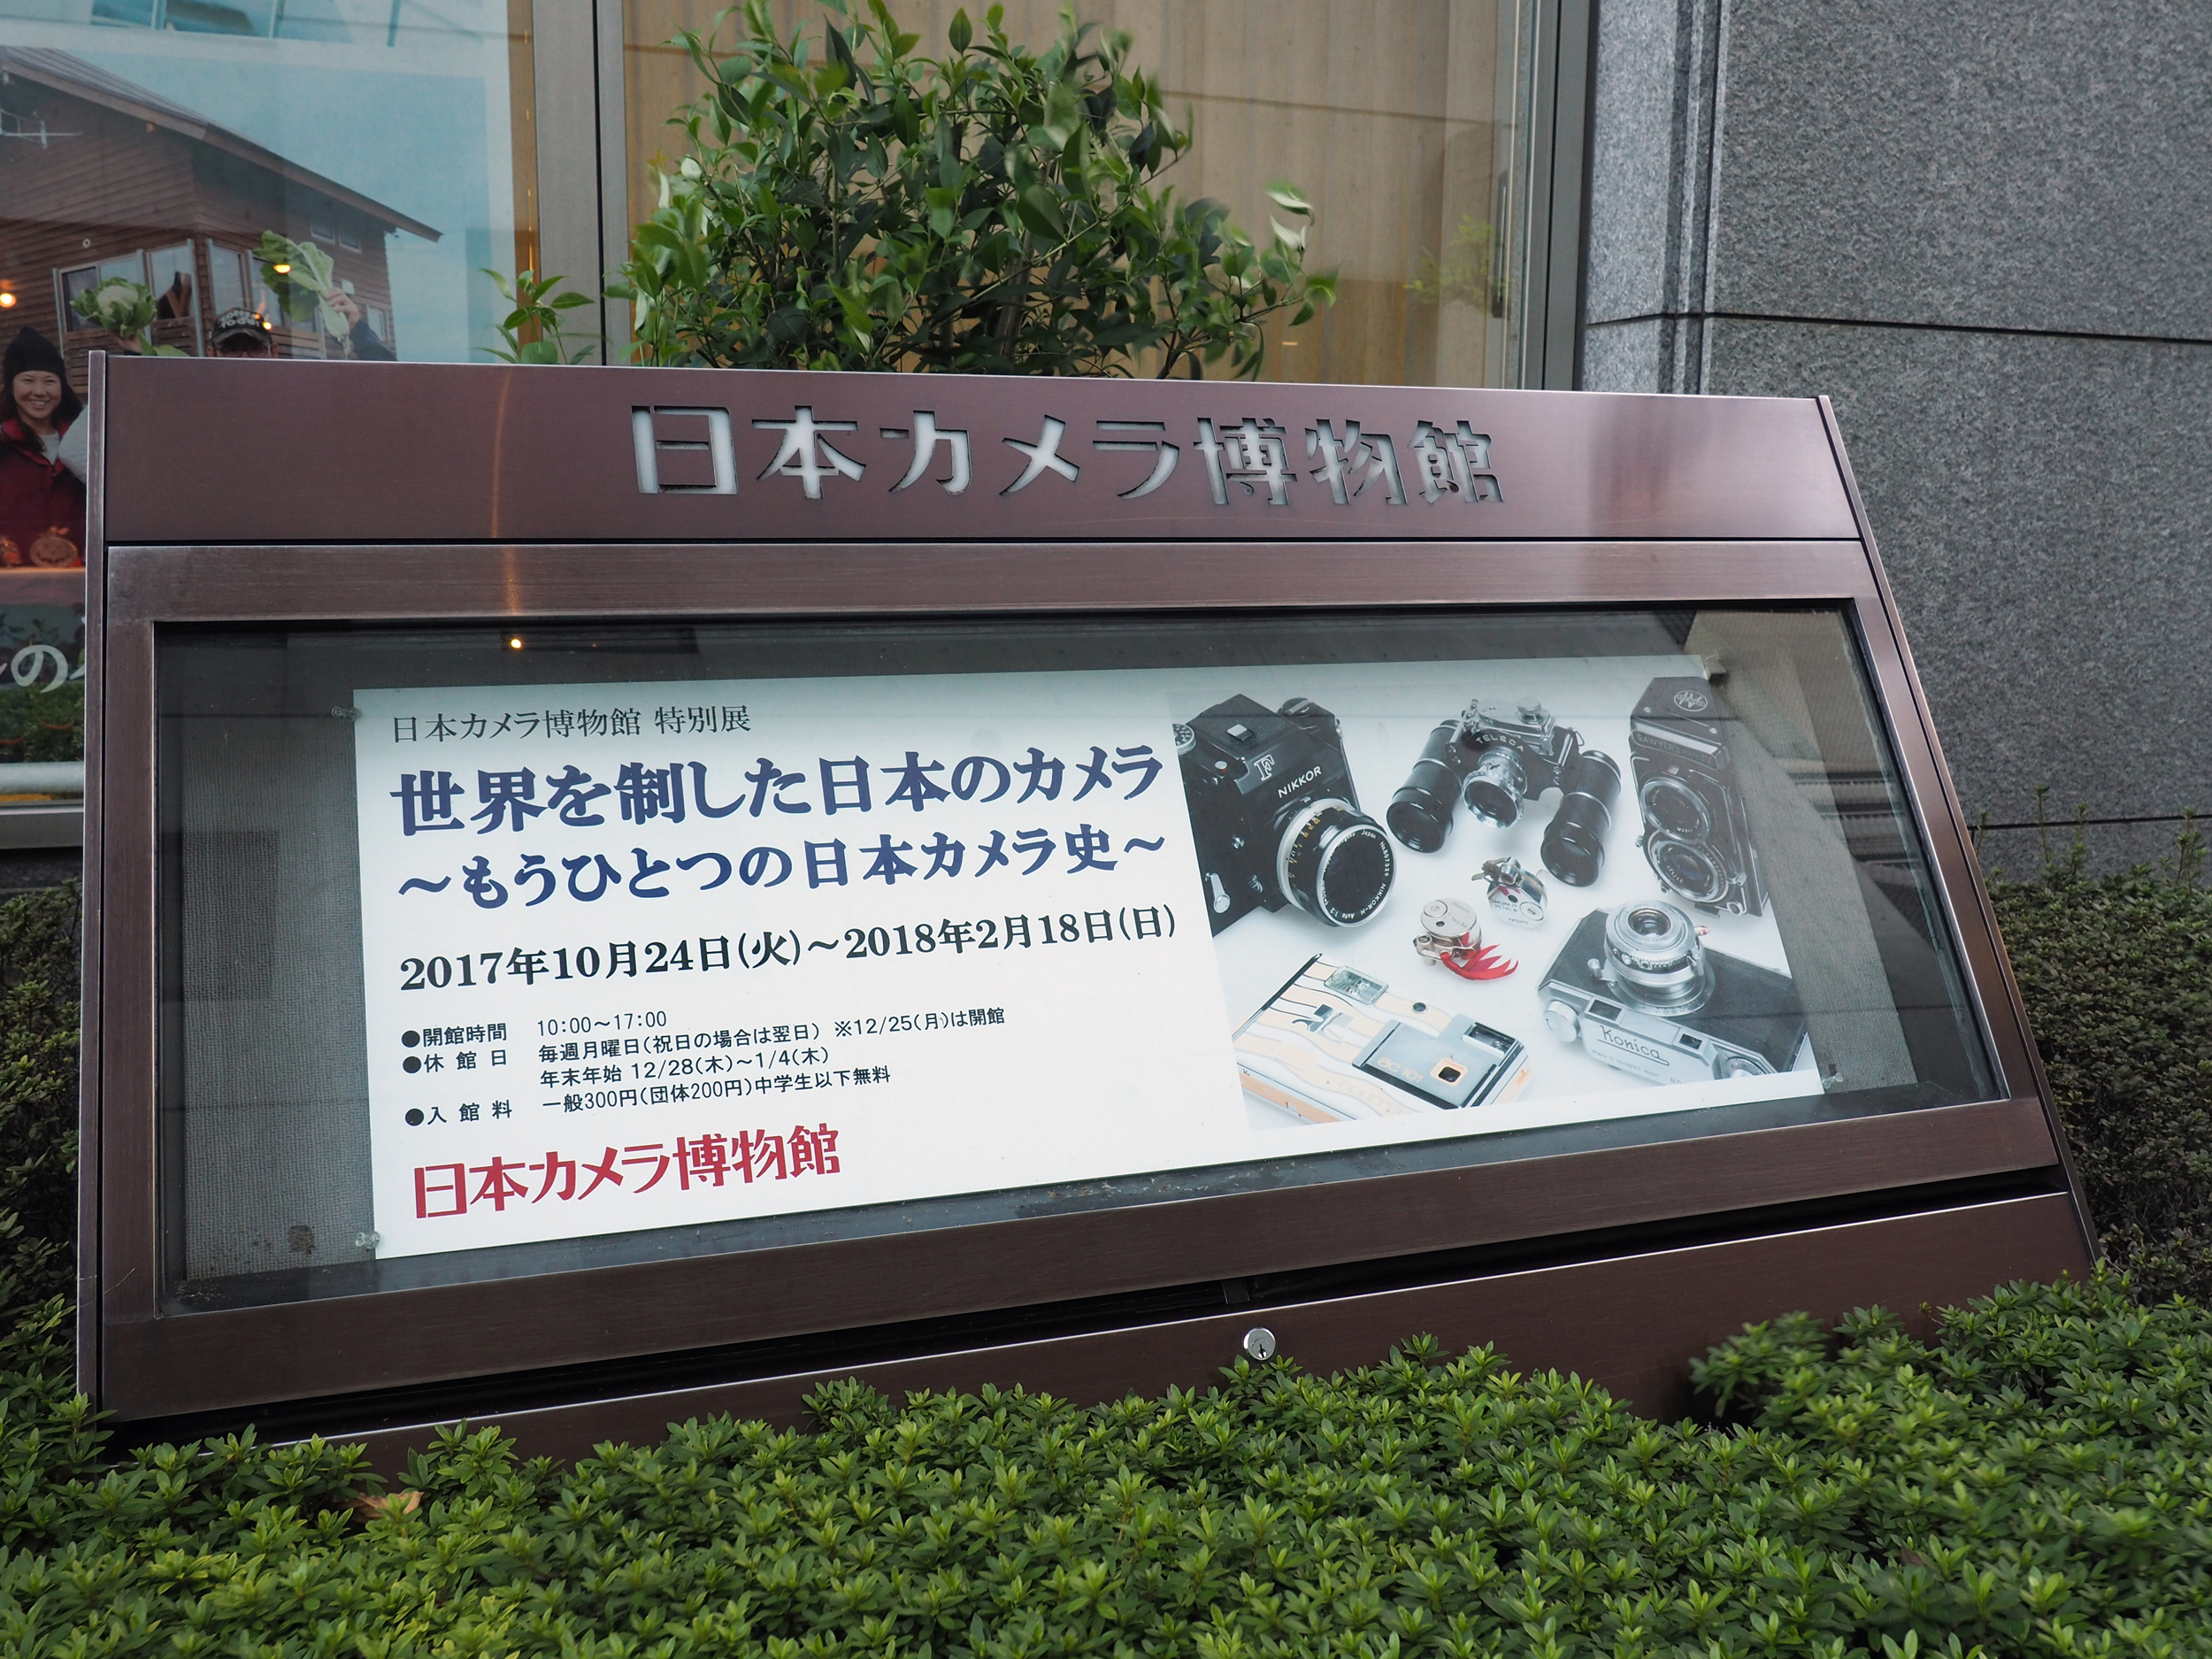 日本カメラ博物館
日本カメラ博物館 特別展
世界を制した日本のカメラ
～もうひとつの日本カメラ史～
2017年10月24日(火)～2018年2月18日(日)
●開館時間 10:00～17:00
●休館日 毎週月曜日(祝日の場合は翌日) ※12/25(月)は開館
年末年始 12/28(木)～1/4(木)
●入館料 一般300円(団体200円)中学生以下無料
日本カメラ博物館
F
NIKKOR
TELECA
Konica
の